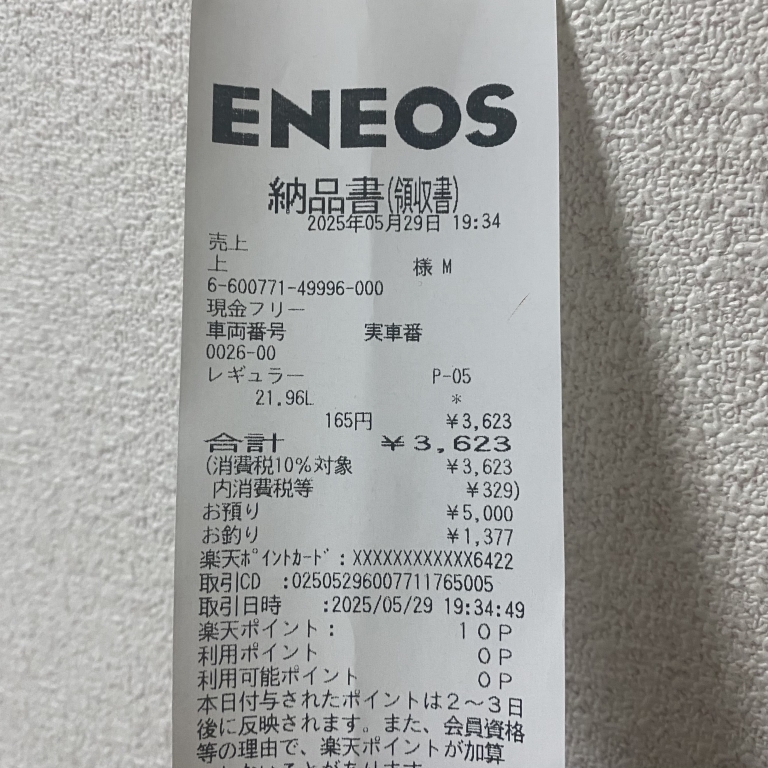 ENEOS
納品書(領収書)
2025年05月29日 19:34
売上
上 様 M
6-600771-49996-000
現金フリー
車両番号 実車番
0026-00
レギュラー P-05
21.96L *
165円 ¥3,623
合計 ¥3,623
(消費税10%対象 ¥3,623
内消費税等 ¥329)
お預り ¥5,000
お釣り ¥1,377
楽天ポイントカード:XXXXXXXXXXXX6422
取引CD :02505296007711765005
取引日時 :2025/05/29 19:34:49
楽天ポイント: 10P
利用ポイント 0P
利用可能ポイント 0P
本日付与されたポイントは2~3日
後に反映されます。また、会員資格
等の理由で、楽天ポイントが加算